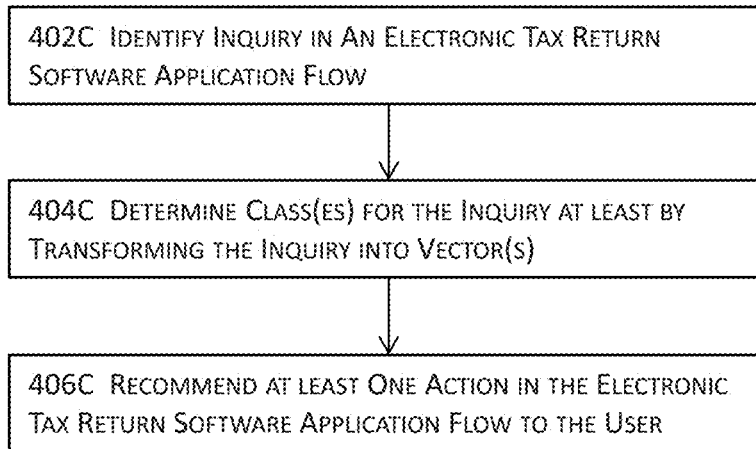 402C Identify Inquiry in An Electronic Tax Return
Software Application Flow
404C Determine Class(es) for the Inquiry at least by
Transforming the Inquiry into Vector(s)
406C Recommend at least One Action in the Electronic
Tax Return Software Application Flow to the User